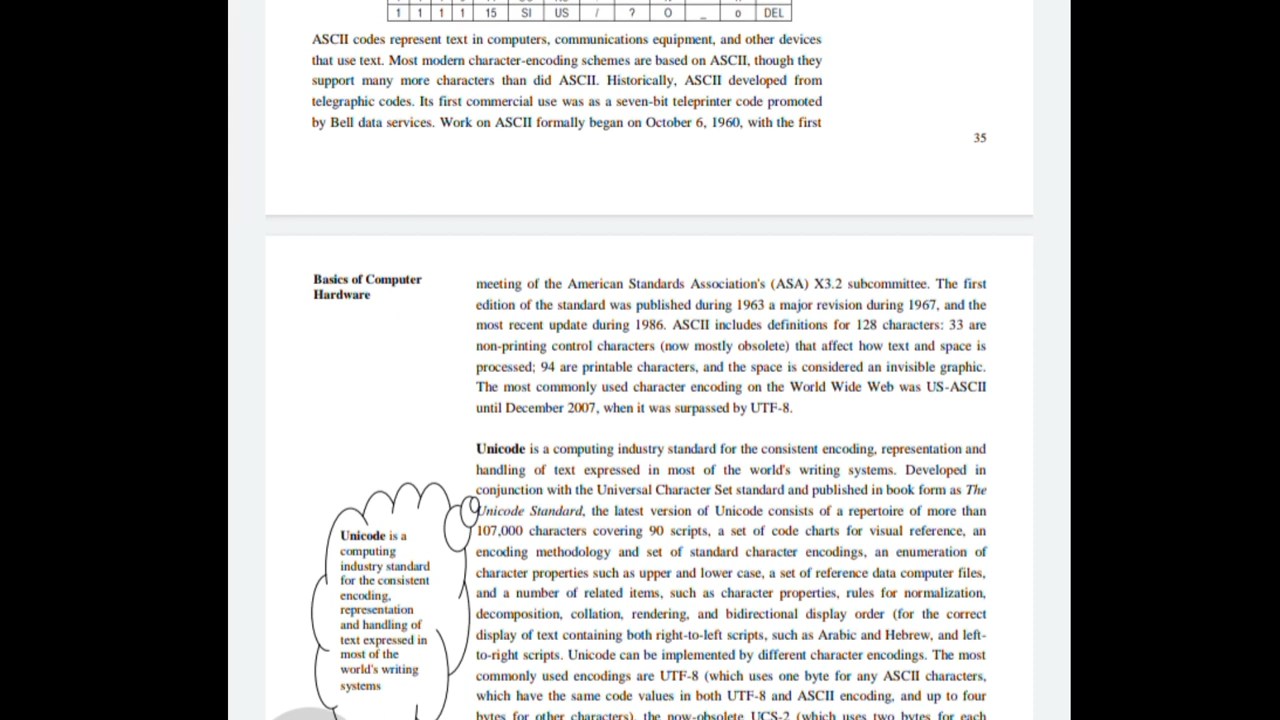 1 1 1 1 15 SI US / ? O _ o DEL
ASCII codes represent text in computers, communications equipment, and other devices
that use text. Most modern character-encoding schemes are based on ASCII, though they
support many more characters than did ASCII. Historically, ASCII developed from
telegraphic codes. Its first commercial use was as a seven-bit teleprinter code promoted
by Bell data services. Work on ASCII formally began on October 6, 1960, with the first
35
Basics of Computer
Hardware
meeting of the American Standards Association's (ASA) X3.2 subcommittee. The first
edition of the standard was published during 1963 a major revision during 1967, and the
most recent update during 1986. ASCII includes definitions for 128 characters: 33 are
non-printing control characters (now mostly obsolete) that affect how text and space is
processed; 94 are printable characters, and the space is considered an invisible graphic.
The most commonly used character encoding on the World Wide Web was US-ASCII
until December 2007, when it was surpassed by UTF-8.
Unicode is a computing industry standard for the consistent encoding, representation and
handling of text expressed in most of the world's writing systems. Developed in
conjunction with the Universal Character Set standard and published in book form as The
Unicode Standard, the latest version of Unicode consists of a repertoire of more than
107,000 characters covering 90 scripts, a set of code charts for visual reference, an
encoding methodology and set of standard character encodings, an enumeration of
character properties such as upper and lower case, a set of reference data computer files,
and a number of related items, such as character properties, rules for normalization,
decomposition, collation, rendering, and bidirectional display order (for the correct
display of text containing both right-to-left scripts, such as Arabic and Hebrew, and left-
to-right scripts. Unicode can be implemented by different character encodings. The most
commonly used encodings are UTF-8 (which uses one byte for any ASCII characters,
which have the same code values in both UTF-8 and ASCII encoding, and up to four
bytes for other characters), the now-obsolete UCS-2 (which uses two bytes for each
Unicode is a
computing
industry standard
for the consistent
encoding,
representation
and handling of
text expressed in
most of the
world's writing
systems